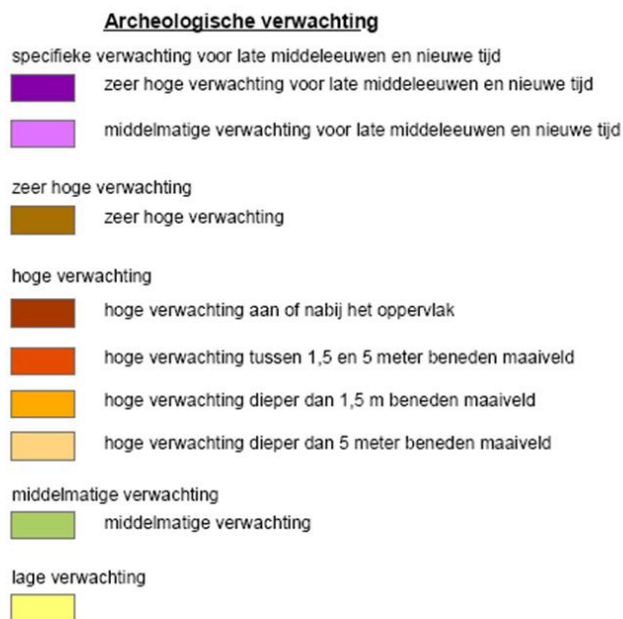 Archeologische verwachting
specifieke verwachting voor late middeleeuwen en nieuwe tijd
zeer hoge verwachting voor late middeleeuwen en nieuwe tijd
middelmatige verwachting voor late middeleeuwen en nieuwe tijd
zeer hoge verwachting
zeer hoge verwachting
hoge verwachting
hoge verwachting aan of nabij het oppervlak
hoge verwachting tussen 1,5 en 5 meter beneden maaiveld
hoge verwachting dieper dan 1,5 m beneden maaiveld
hoge verwachting dieper dan 5 meter beneden maaiveld
middelmatige verwachting
middelmatige verwachting
lage verwachting